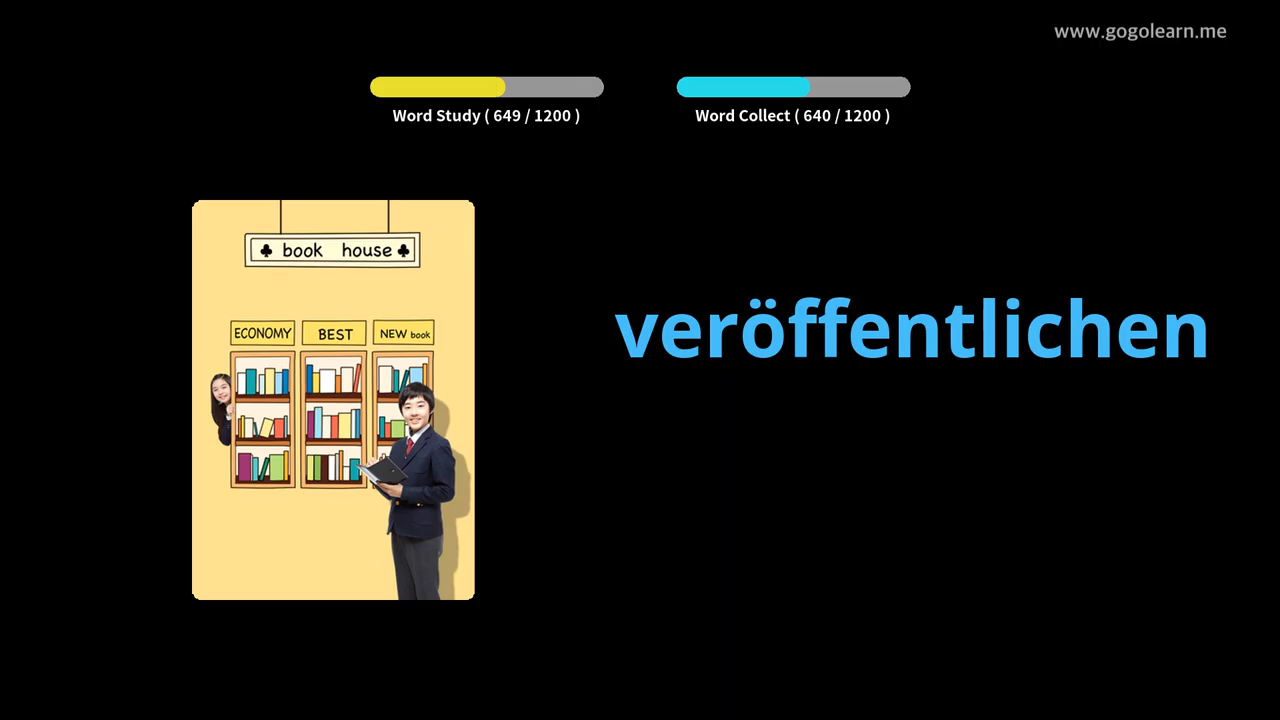 www.gogolearn.me
Word Study ( 649 / 1200 )
Word Collect ( 640 / 1200 )
♣ book house ♣
ECONOMY
BEST
NEW book
veröffentlichen